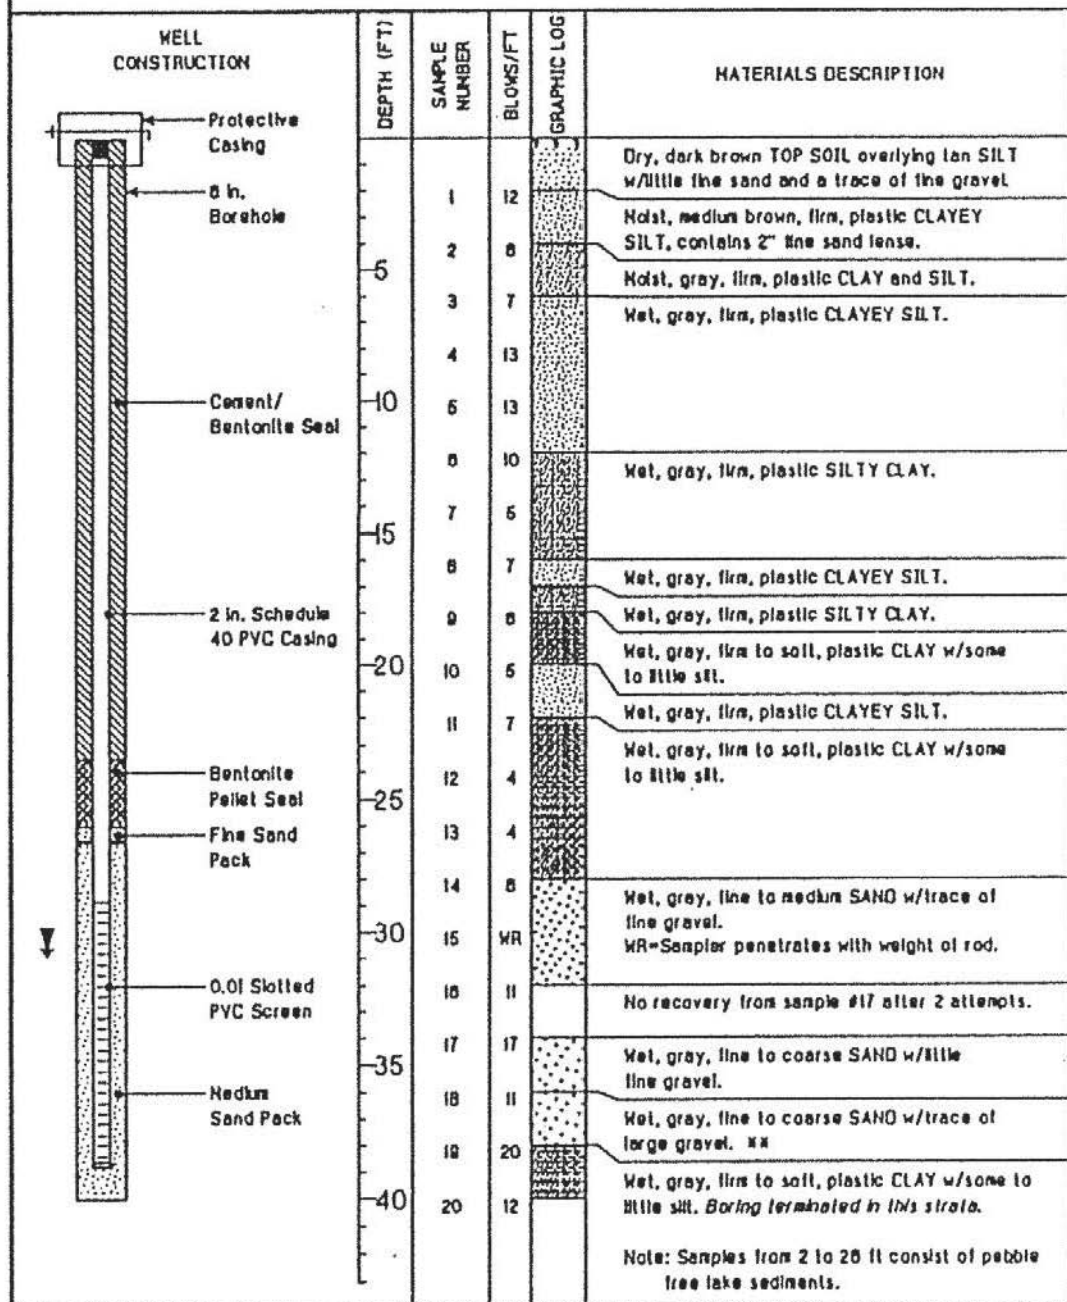 WELL
CONSTRUCTION
DEPTH (FT)
SAMPLE
NUMBER
BLOWS/FT
GRAPHIC LOG
MATERIALS DESCRIPTION
Protective
Casing
8 in.
Borehole
Cement/
Bentonite Seal
2 in. Schedule
40 PVC Casing
Bentonite
Pellet Seal
Fine Sand
Pack
0.01 Slotted
PVC Screen
Medium
Sand Pack
5
10
15
20
25
30
35
40
1 12
2 8
3 7
4 13
5 13
6 10
7 5
8 7
9 6
10 5
11 7
12 4
13 4
14 8
15 WR
16 11
17 17
18 11
19 20
20 12
Dry, dark brown TOP SOIL overlying tan SILT
w/little fine sand and a trace of fine gravel.
Moist, medium brown, firm, plastic CLAYEY
SILT, contains 2" fine sand lense.
Moist, gray, firm, plastic CLAY and SILT.
Wet, gray, firm, plastic CLAYEY SILT.
Wet, gray, firm, plastic SILTY CLAY.
Wet, gray, firm, plastic CLAYEY SILT.
Wet, gray, firm, plastic SILTY CLAY.
Wet, gray, firm to soft, plastic CLAY w/some
to little silt.
Wet, gray, firm, plastic CLAYEY SILT.
Wet, gray, firm to soft, plastic CLAY w/some
to little silt.
Wet, gray, fine to medium SAND w/trace of
fine gravel.
WR=Sampler penetrates with weight of rod.
No recovery from sample #17 after 2 attempts.
Wet, gray, fine to coarse SAND w/little
fine gravel.
Wet, gray, fine to coarse SAND w/trace of
large gravel. **
Wet, gray, firm to soft, plastic CLAY w/some to
little silt. Boring terminated in this strata.
Note: Samples from 2 to 28 ft consist of pebble
free lake sediments.